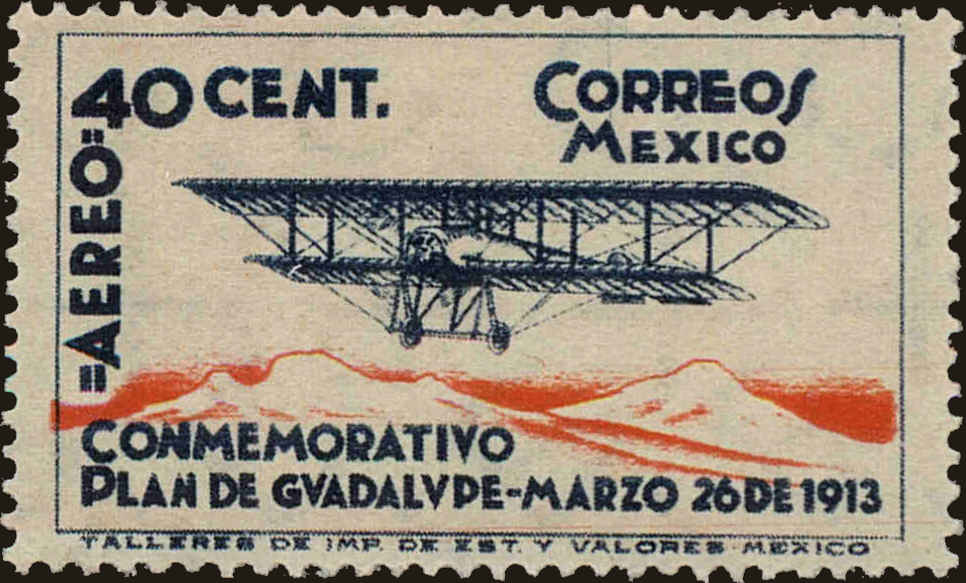 40 CENT.
CORREOS
MEXICO
=AEREO=
CONMEMORATIVO
PLAN DE GVADALVPE-MARZO 26 DE 1913
TALLERES DE IMP. DE EST. Y VALORES-MEXICO